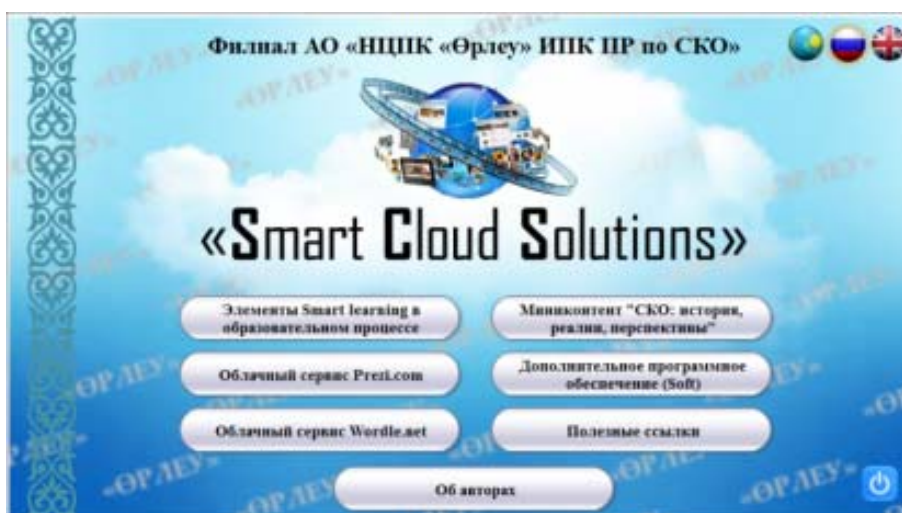 Филиал АО «НЦПК «Өрлеу» ИПК ПР по СКО»
«Smart Cloud Solutions»
Элементы Smart learning в
образовательном процессе
Миниконтент "СКО: история,
реалии, перспективы"
Облачный сервис Prezi.com
Дополнительное программное
обеспечение (Soft)
Облачный сервис Wordle.net
Полезные ссылки
Об авторах
«ӨРЛЕУ»